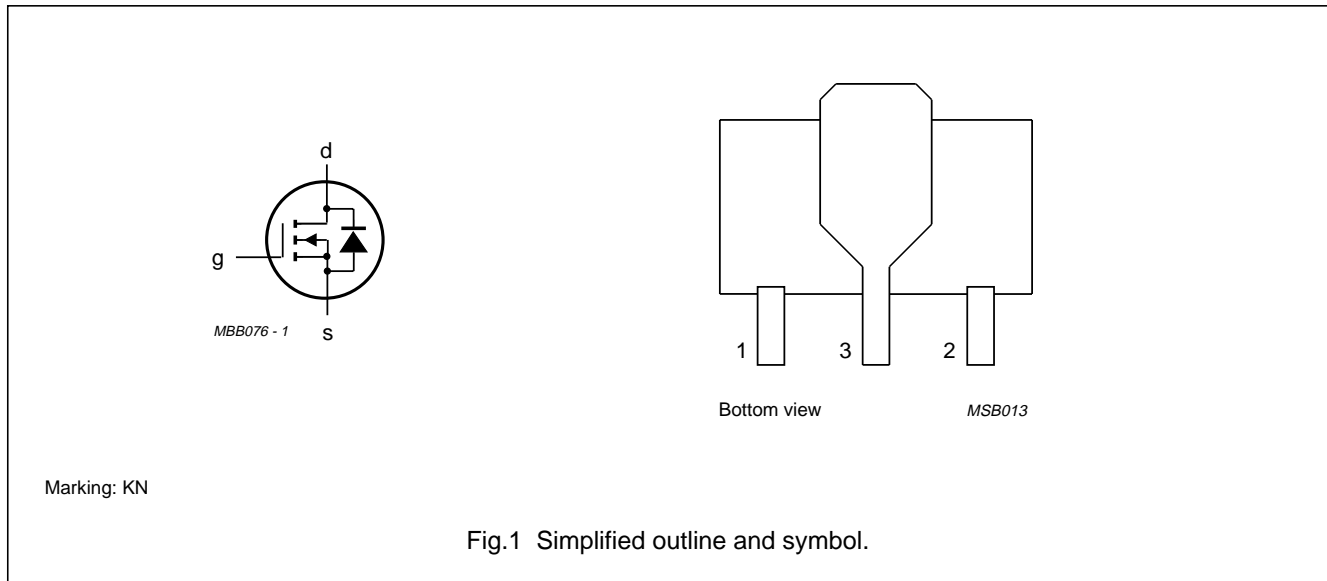 d
g
MBB076 - 1
s
1
3
2
Bottom view
MSB013
Marking: KN
Fig.1 Simplified outline and symbol.